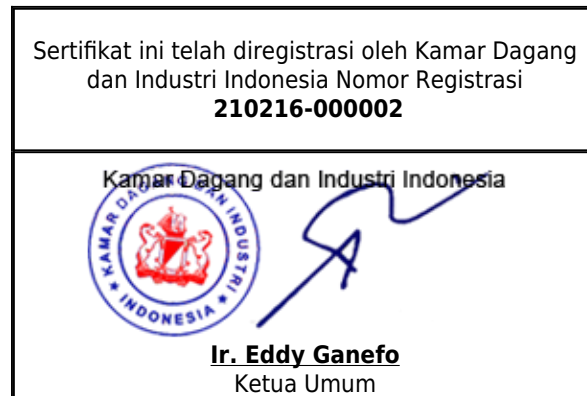 Sertifikat ini telah diregistrasi oleh Kamar Dagang
dan Industri Indonesia Nomor Registrasi
210216-000002
Kamar Dagang dan Industri Indonesia
KAMAR DAGANG DAN INDUSTRI
INDONESIA
Ir. Eddy Ganefo
Ketua Umum